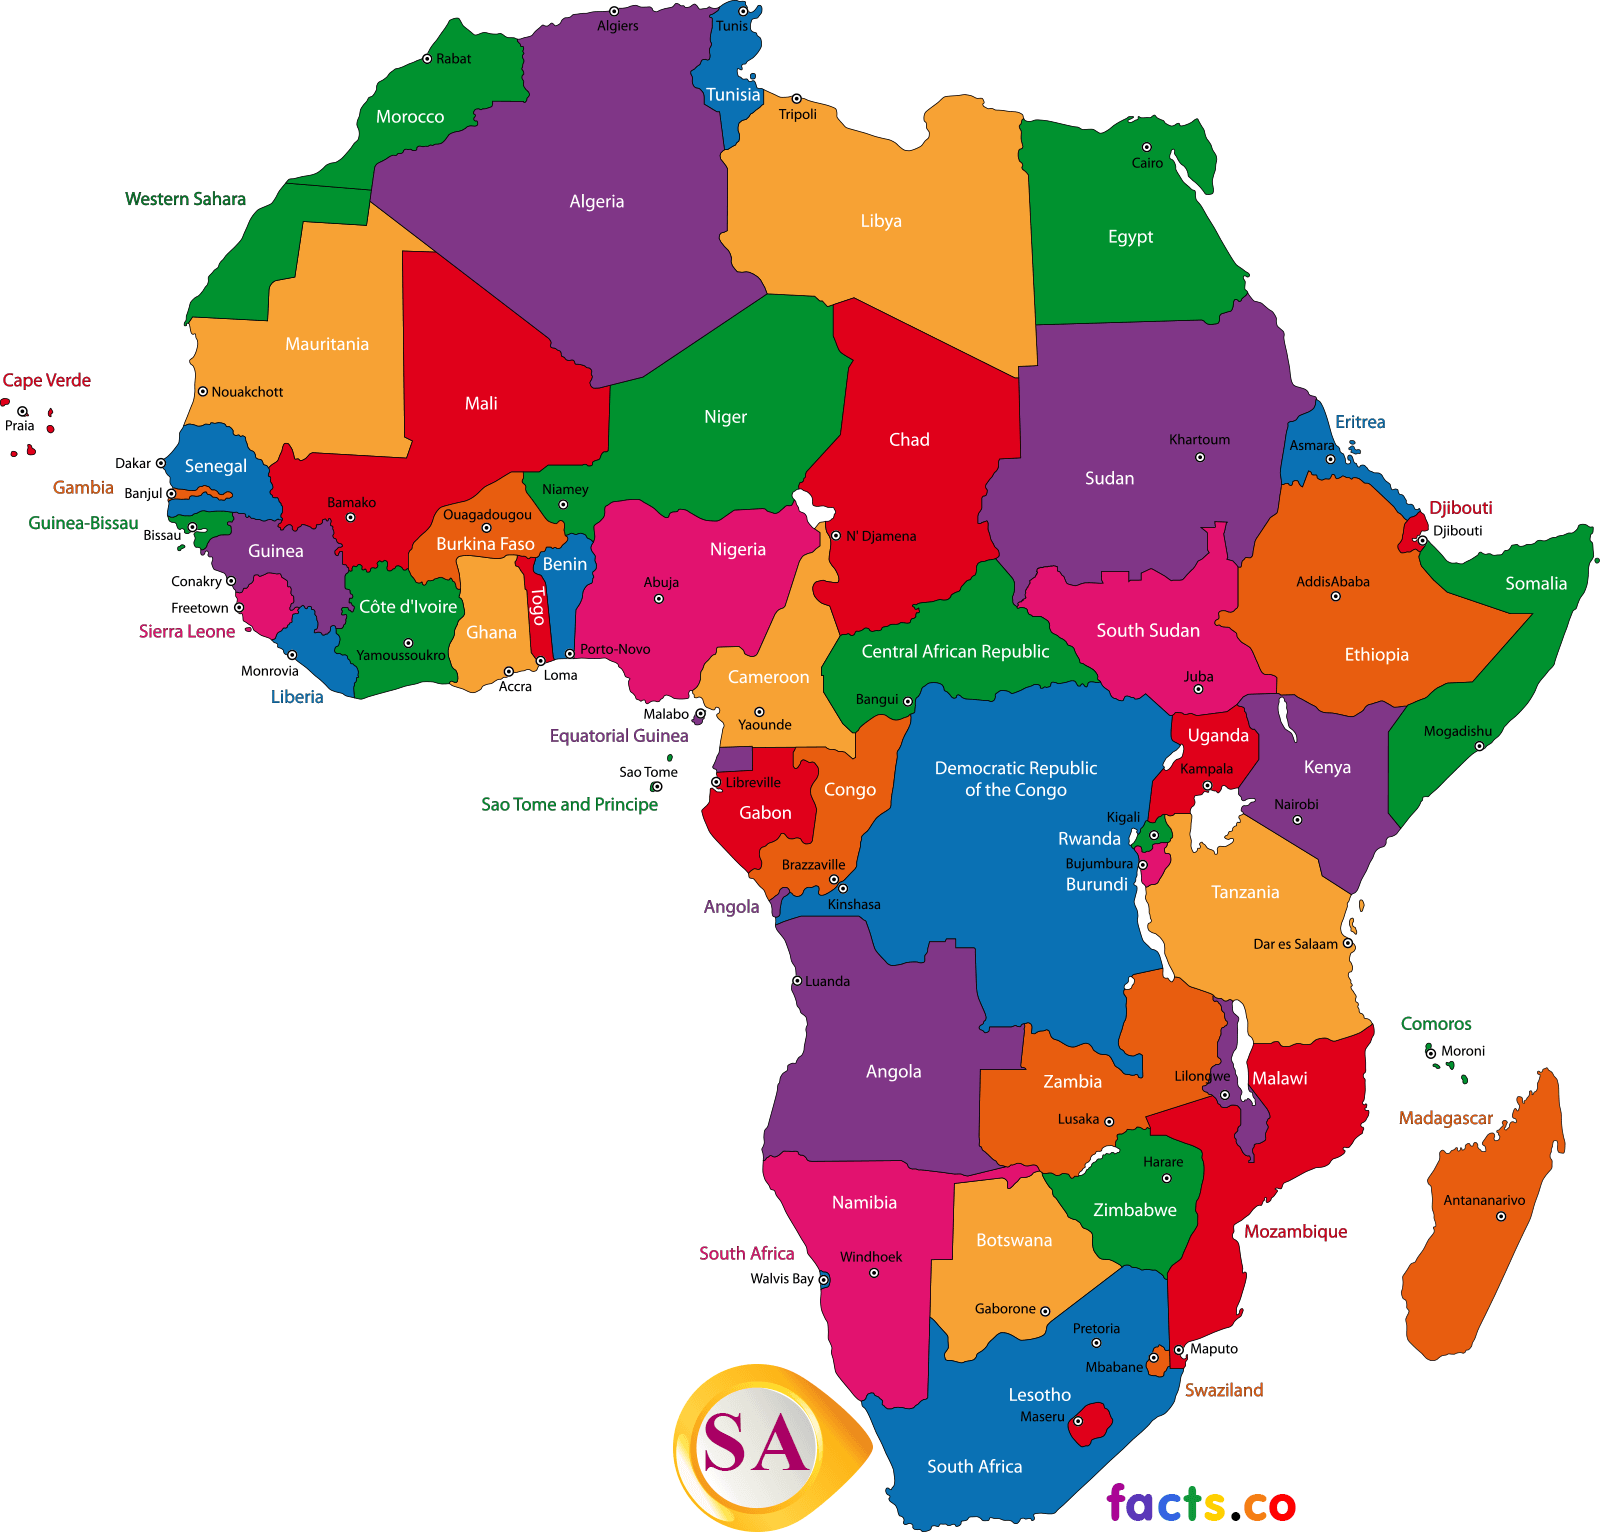 Algiers
Tunis
Rabat
Tunisia
Tripoli
Morocco
Cairo
Western Sahara
Algeria
Libya
Egypt
Mauritania
Cape Verde
Nouakchott
Mali
Niger
Praia
Chad
Khartoum
Eritrea
Asmara
Dakar
Senegal
Sudan
Gambia
Banjul
Niamey
Bamako
Djibouti
Ouagadougou
Guinea-Bissau
Djibouti
Bissau
N' Djamena
Burkina Faso
Guinea
Nigeria
Benin
Conakry
Abuja
AddisAbaba
Somalia
Freetown
Côte d'Ivoire
Togo
Sierra Leone
Ghana
South Sudan
Yamoussoukro
Porto-Novo
Central African Republic
Ethiopia
Monrovia
Loma
Cameroon
Juba
Accra
Liberia
Bangui
Malabo
Yaounde
Equatorial Guinea
Mogadishu
Uganda
Democratic Republic
of the Congo
Kenya
Sao Tome
Kampala
Libreville
Congo
Sao Tome and Principe
Nairobi
Gabon
Kigali
Rwanda
Brazzaville
Bujumbura
Burundi
Tanzania
Angola
Kinshasa
Dar es Salaam
Luanda
Comoros
Moroni
Angola
Zambia
Lilongwe
Malawi
Lusaka
Madagascar
Harare
Namibia
Antananarivo
Zimbabwe
Mozambique
Botswana
South Africa
Windhoek
Walvis Bay
Gaborone
Pretoria
Maputo
Mbabane
Swaziland
Lesotho
Maseru
SA
South Africa
facts.co